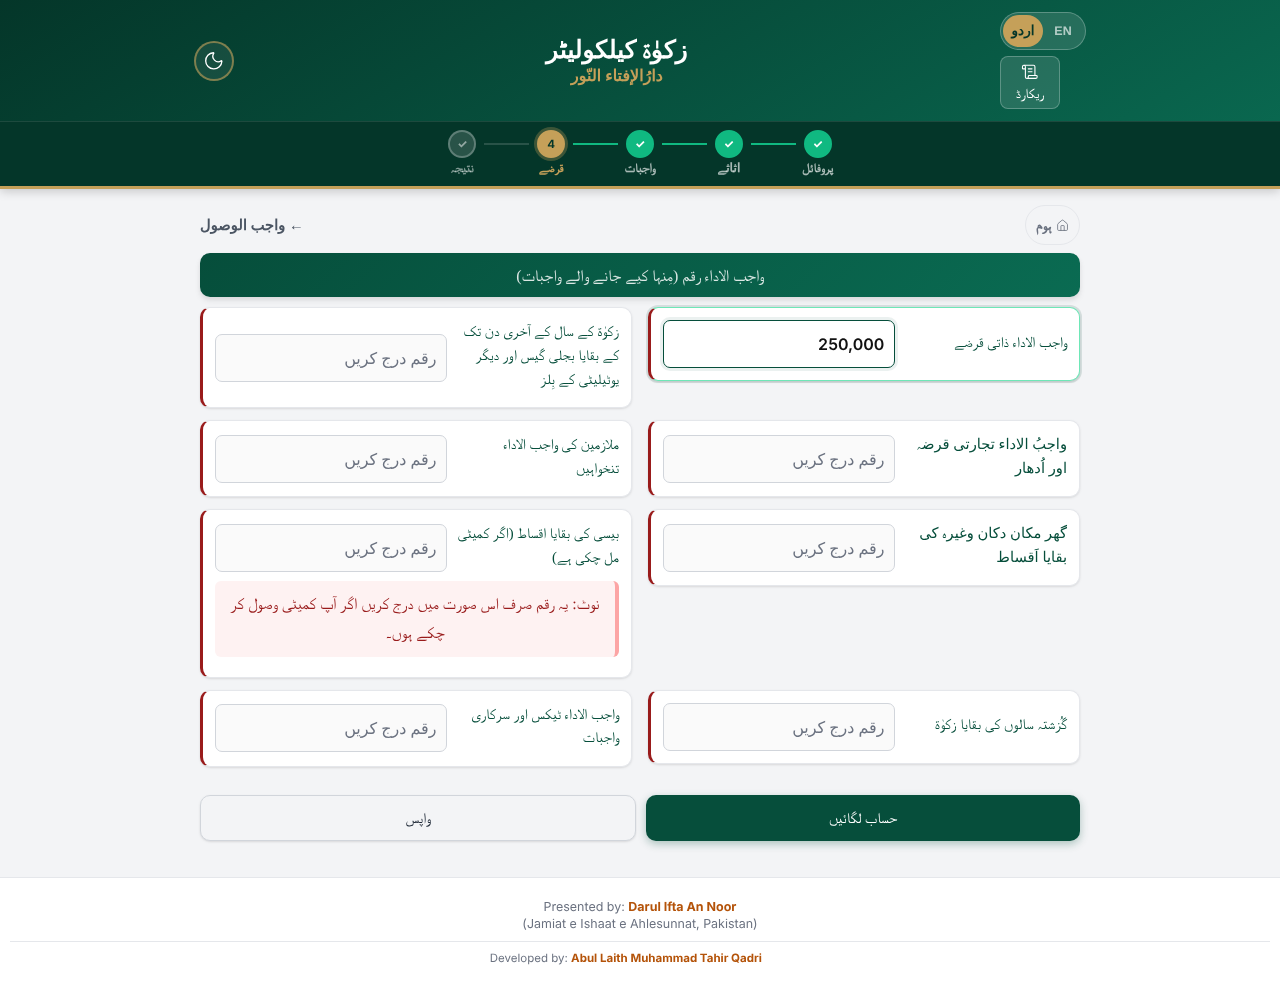 اردو
EN
ریکارڈ
زکوٰۃ کیلکولیٹر
دارُالإفتاء النّور
پروفائل
اثاثے
واجبات
4
قرضے
نتیجہ
ہوم
← واجب الوصول
واجب الاداء رقم (مِنہا کیے جانے والے واجبات)
واجب الاداء ذاتی قرضے
250,000
زکوٰۃ کے سال کے آخری دن تک
کے بقایا بجلی گیس اور دیگر
یوٹیلیٹی کے بِلز
رقم درج کریں
واجبُ الاداء تجارتی قرضہ
اور اُدھار
رقم درج کریں
ملازمین کی واجب الاداء
تنخواہیں
رقم درج کریں
گھر مکان دکان وغیرہ کی
بقایا اَقساط
رقم درج کریں
بیسی کی بقایا اقساط (اگر کمیٹی
مل چکی ہے)
رقم درج کریں
نوٹ: یہ رقم صرف اس صورت میں درج کریں اگر آپ کمیٹی وصول کر
چکے ہوں۔
گُزشتہ سالوں کی بقایا زکوٰۃ
رقم درج کریں
واجب الاداء ٹیکس اور سرکاری
واجبات
رقم درج کریں
حساب لگائیں
واپس
Presented by: Darul Ifta An Noor
(Jamiat e Ishaat e Ahlesunnat, Pakistan)
Developed by: Abul Laith Muhammad Tahir Qadri